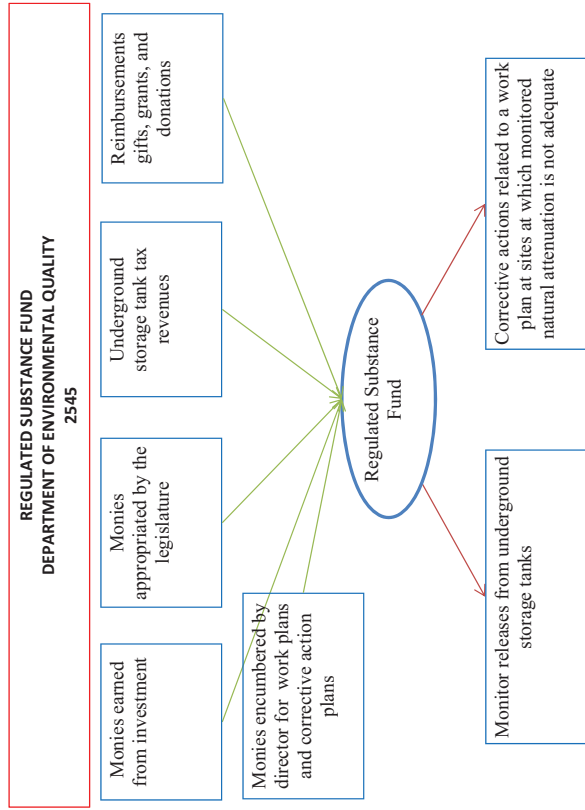 REGULATED SUBSTANCE FUND
DEPARTMENT OF ENVIRONMENTAL QUALITY
2545
Monies earned
from investment
Monies
appropriated by the
legislature
Underground
storage tank tax
revenues
Reimbursements
gifts, grants, and
donations
Monies encumbered by
director for work plans
and corrective action
plans
Regulated Substance
Fund
Monitor releases from underground
storage tanks
Corrective actions related to a work
plan at sites at which monitored
natural attenuation is not adequate